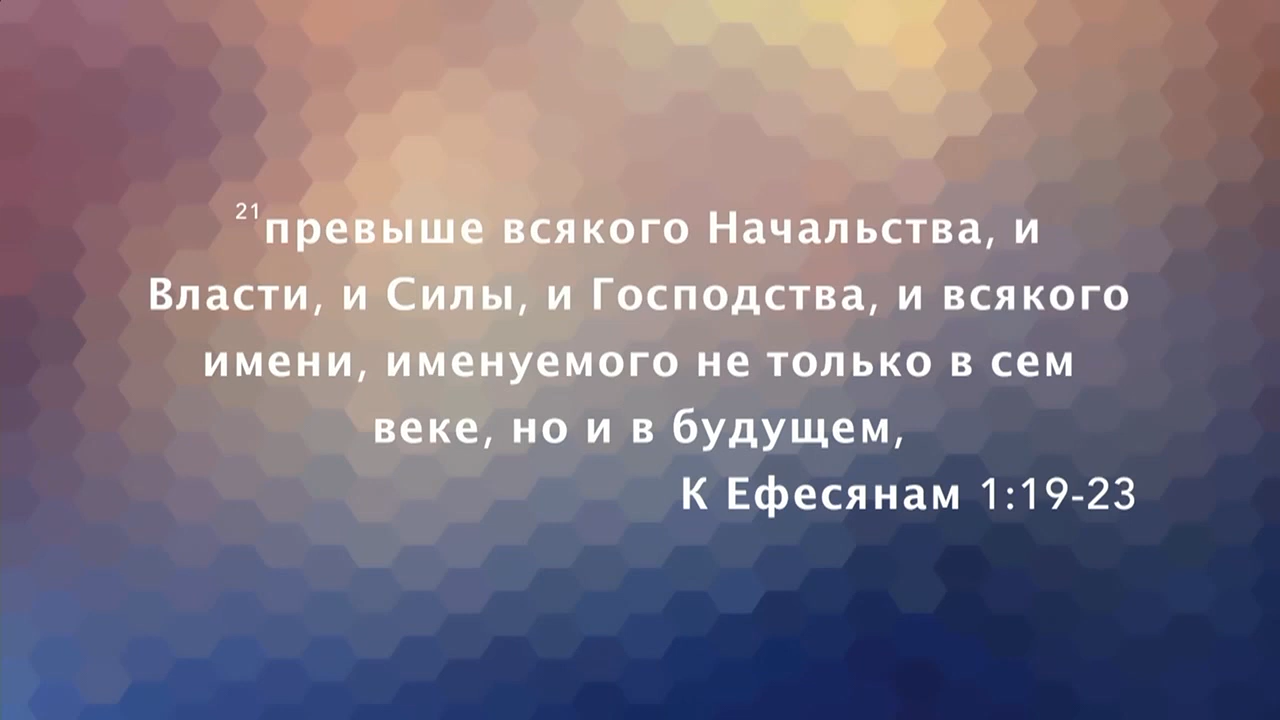 21превыше всякого Начальства, и
Власти, и Силы, и Господства, и всякого
имени, именуемого не только в сем
веке, но и в будущем,
К Ефесянам 1:19-23